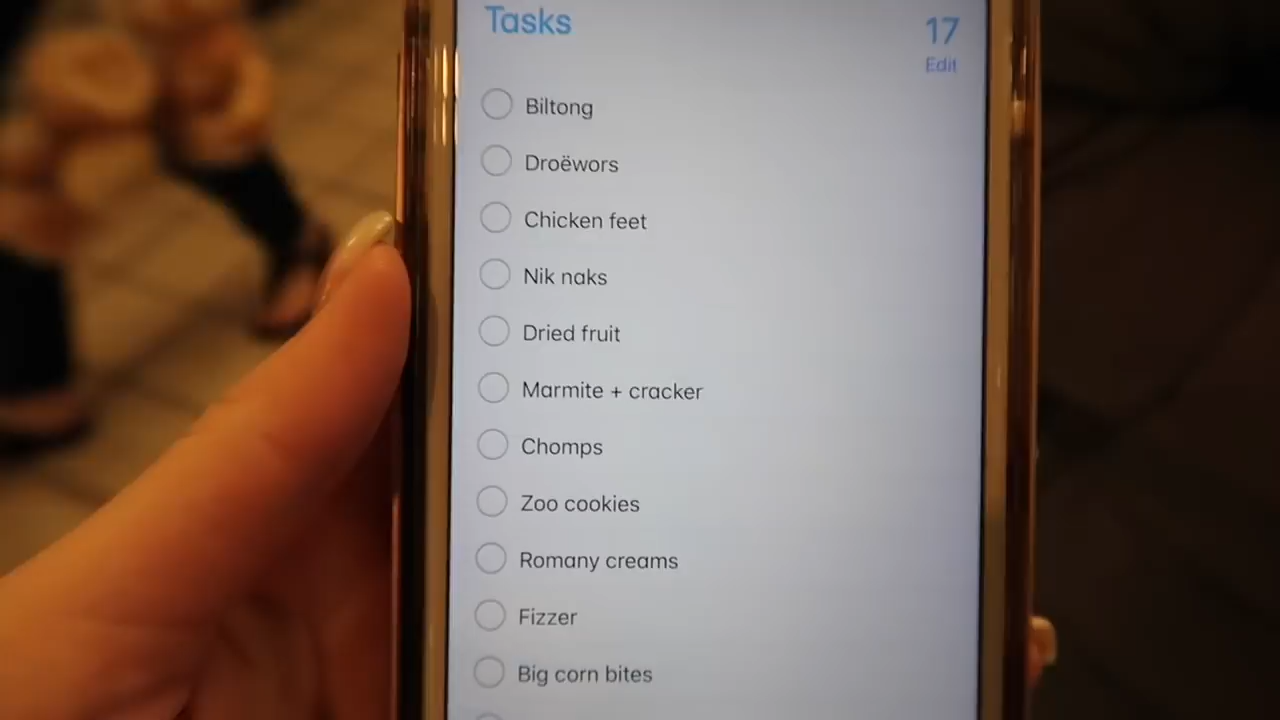 Tasks
17
Edit
Biltong
Droëwors
Chicken feet
Nik naks
Dried fruit
Marmite + cracker
Chomps
Zoo cookies
Romany creams
Fizzer
Big corn bites